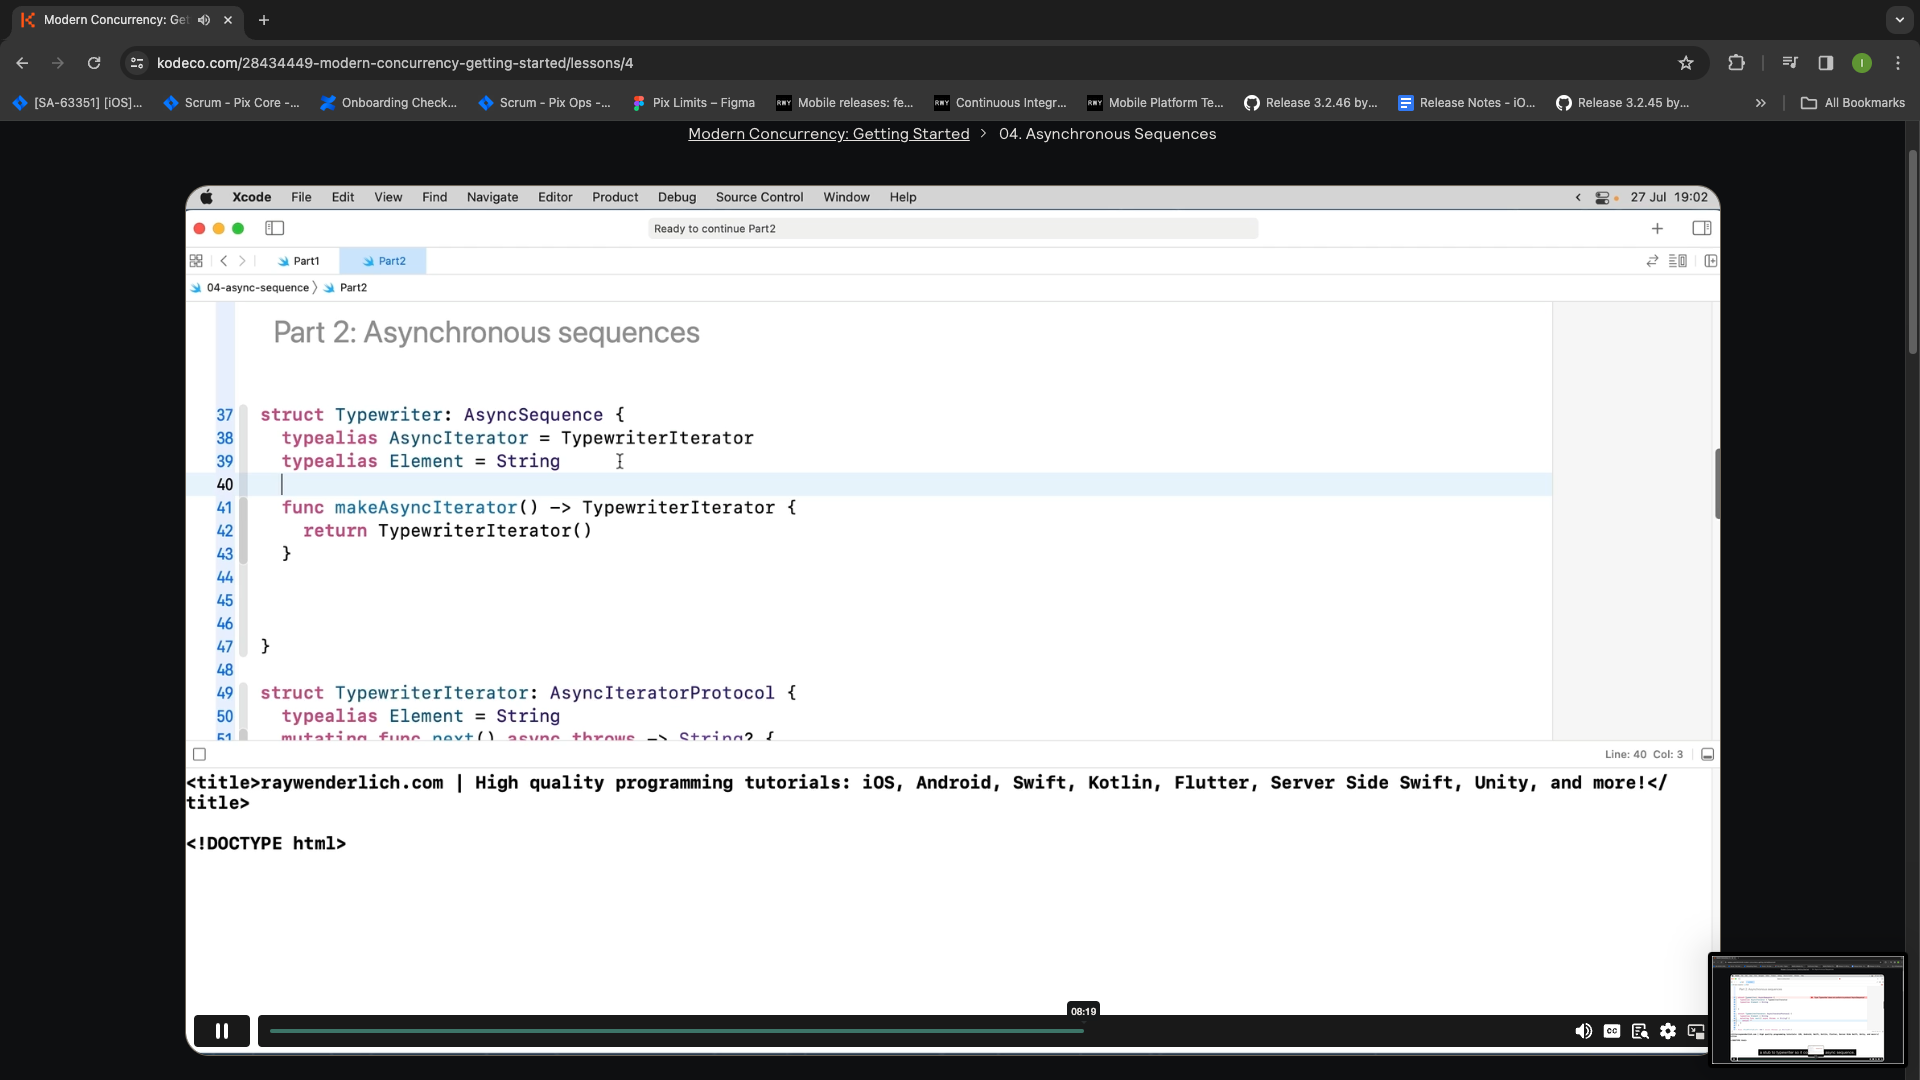 Modern Concurrency: Get
kodeco.com/28434449-modern-concurrency-getting-started/lessons/4
I
[SA-63351] [iOS]...
Scrum - Pix Core -...
Onboarding Check...
Scrum - Pix Ops -...
Pix Limits – Figma
RWY Mobile releases: fe...
RWY Continuous Integr...
RWY Mobile Platform Te...
Release 3.2.46 by...
Release Notes - iO...
Release 3.2.45 by...
All Bookmarks
Modern Concurrency: Getting Started > 04. Asynchronous Sequences
Xcode File Edit View Find Navigate Editor Product Debug Source Control Window Help 27 Jul 19:02
Ready to continue Part2
Part1 Part2
04-async-sequence Part2
Part 2: Asynchronous sequences
37 struct Typewriter: AsyncSequence {
38 typealias AsyncIterator = TypewriterIterator
39 typealias Element = String
40
41 func makeAsyncIterator() -> TypewriterIterator {
42 return TypewriterIterator()
43 }
44
45
46
47 }
48
49 struct TypewriterIterator: AsyncIteratorProtocol {
50 typealias Element = String
51 mutating func next() async throws -> String? {
Line: 40 Col: 3
<title>raywenderlich.com | High quality programming tutorials: iOS, Android, Swift, Kotlin, Flutter, Server Side Swift, Unity, and more!</
title>
<!DOCTYPE html>
08:19
CC